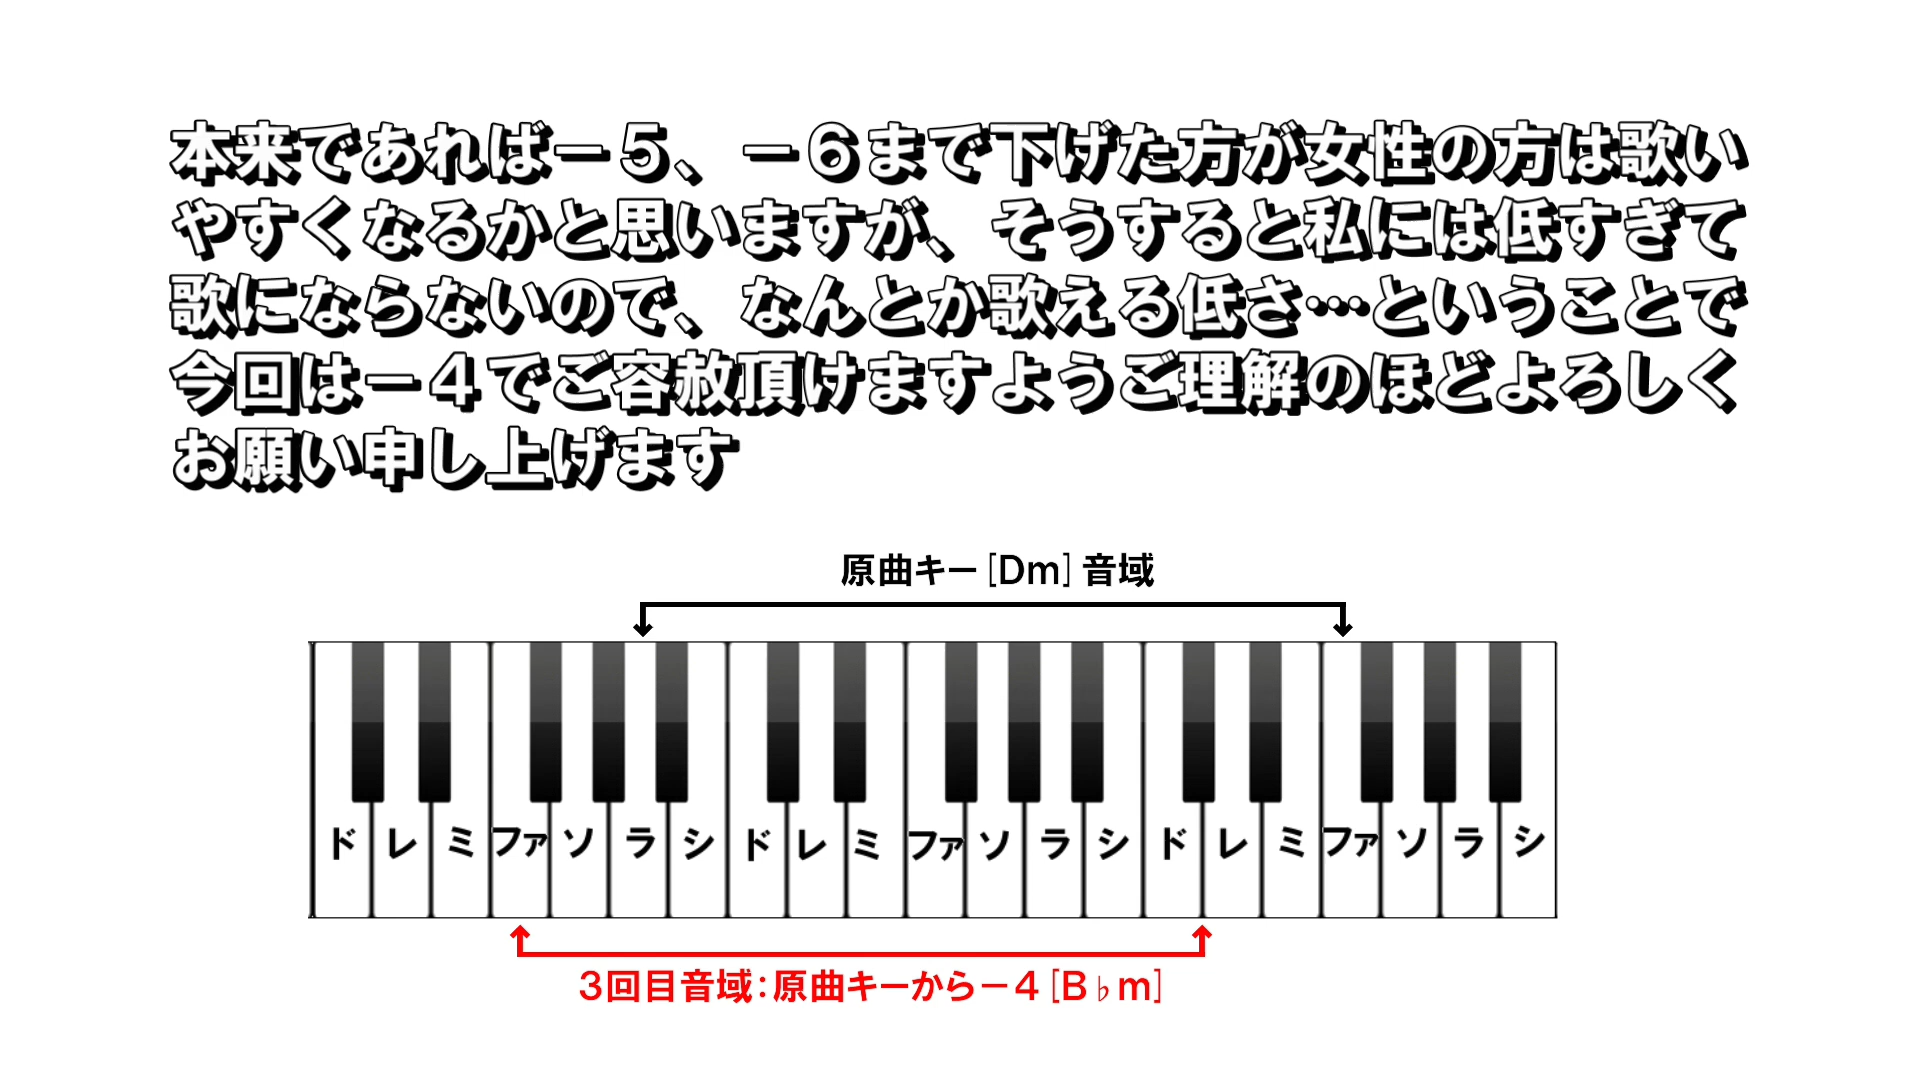 本来であれば－５、－６まで下げた方が女性の方は歌い
やすくなるかと思いますが、そうすると私には低すぎて
歌にならないので、なんとか歌える低さ…ということで
今回は－４でご容赦頂けますようご理解のほどよろしく
お願い申し上げます
原曲キー［Dm］音域
ド レ ミ ファ ソ ラ シ ド レ ミ ファ ソ ラ シ ド レ ミ ファ ソ ラ シ
３回目音域：原曲キーから－４［B♭m］